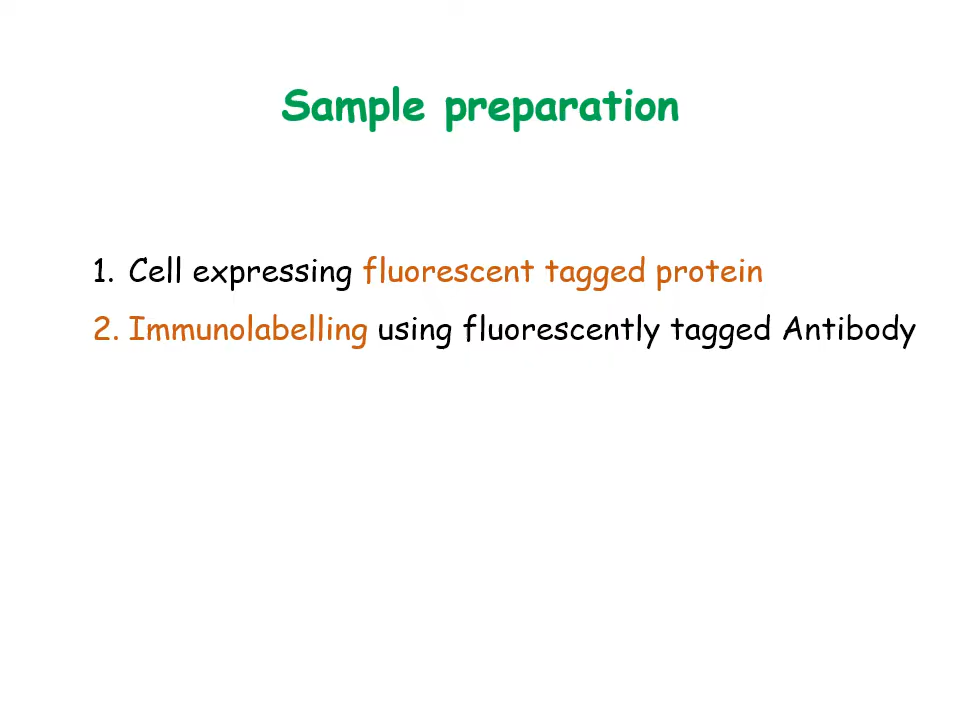 Sample preparation
1. Cell expressing fluorescent tagged protein
2. Immunolabelling using fluorescently tagged Antibody